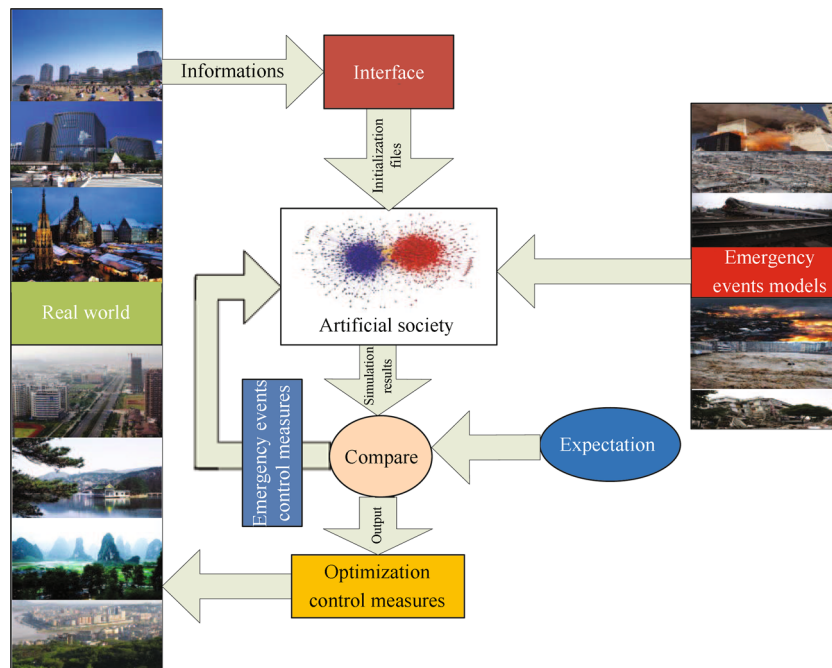 Informations
Interface
Initialization
files
Emergency
events models
Real world
Artificial society
Simulation
results
Emergency events
control measures
Compare
Expectation
Output
Optimization
control measures